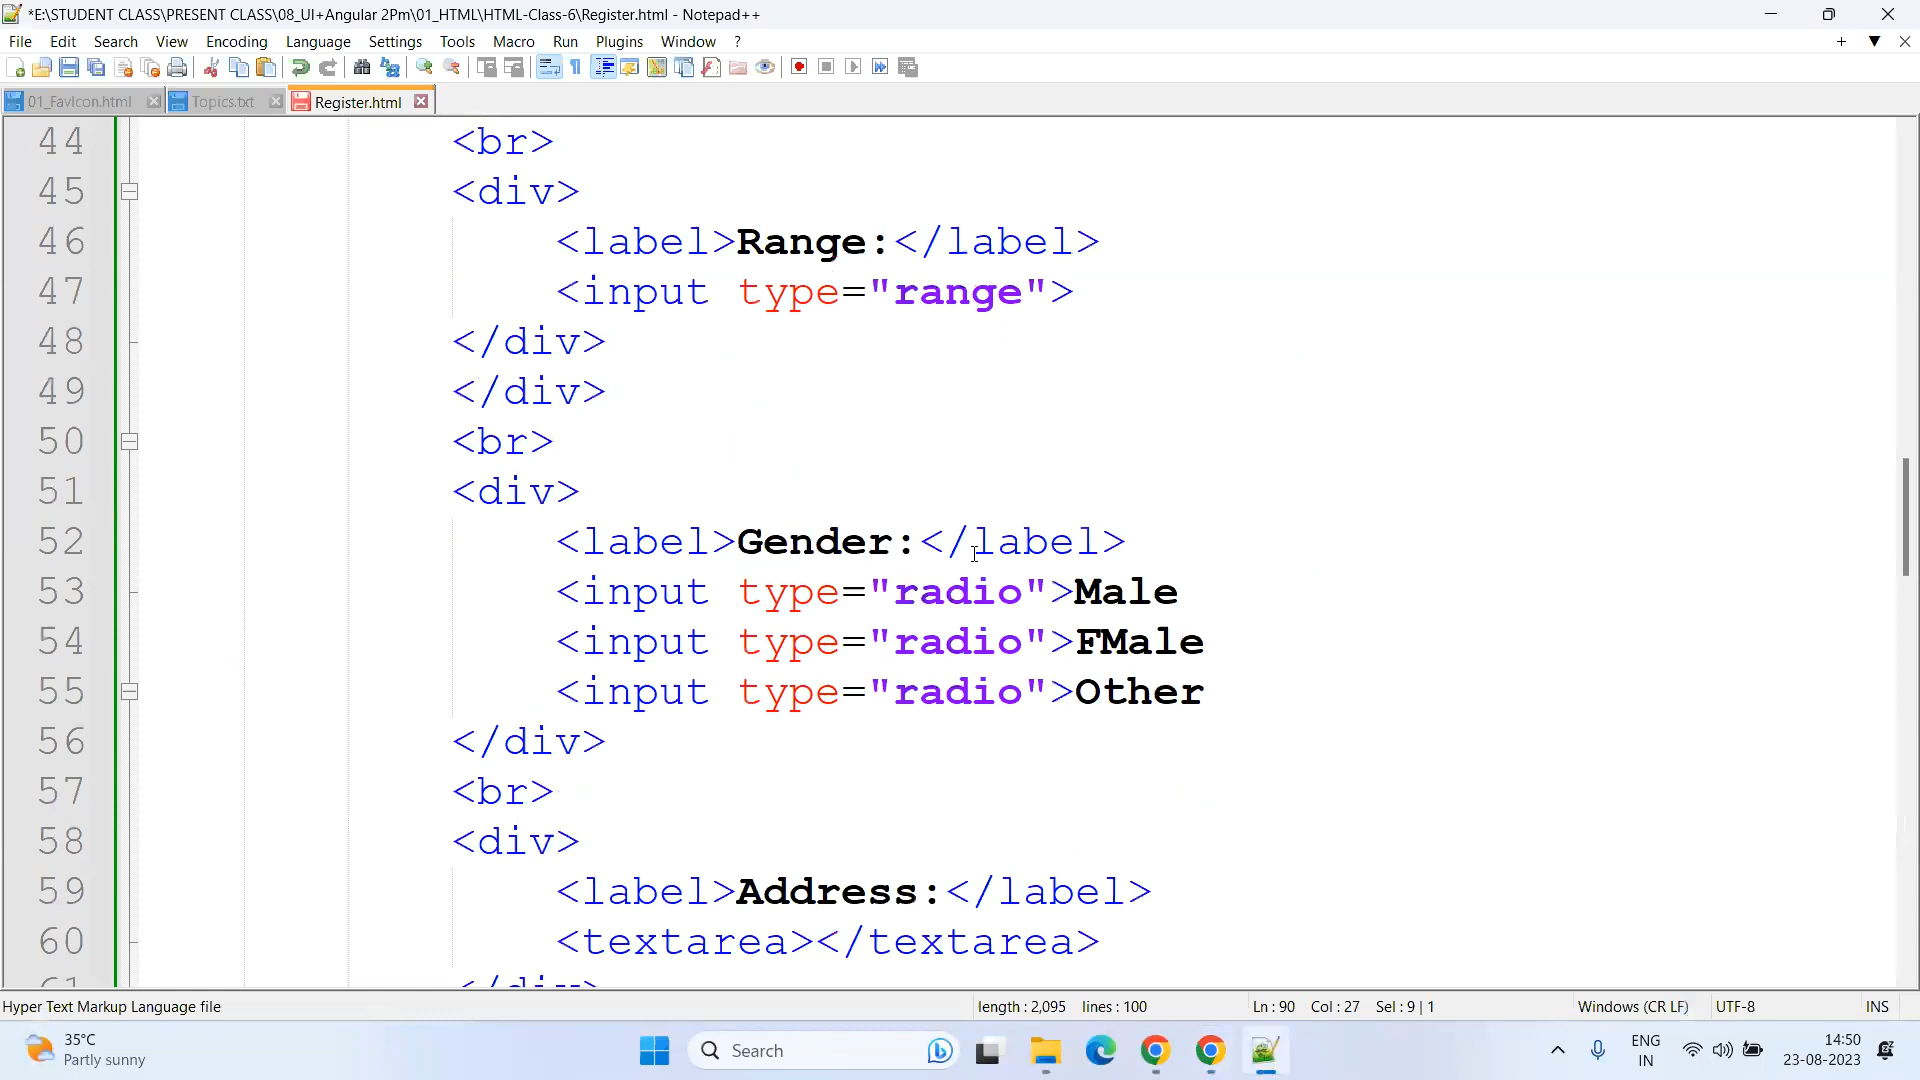 *E:\STUDENT CLASS\PRESENT CLASS\08_UI+Angular 2Pm\01_HTML\HTML-Class-6\Register.html - Notepad++
File Edit Search View Encoding Language Settings Tools Macro Run Plugins Window ?
01_FavIcon.html Topics.txt Register.html
44 <br>
45 <div>
46 <label>Range:</label>
47 <input type="range">
48 </div>
49 </div>
50 <br>
51 <div>
52 <label>Gender:</label>
53 <input type="radio">Male
54 <input type="radio">FMale
55 <input type="radio">Other
56 </div>
57 <br>
58 <div>
59 <label>Address:</label>
60 <textarea></textarea>
61 </div>
Hyper Text Markup Language file length : 2,095 lines : 100 Ln : 90 Col : 27 Sel : 9 | 1 Windows (CR LF) UTF-8 INS
35°C
Partly sunny
Search
ENG
IN
14:50
23-08-2023